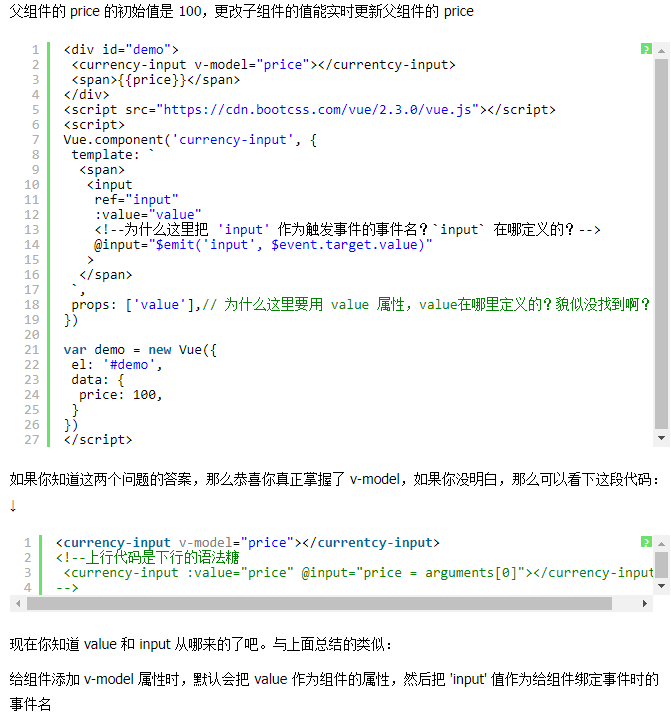 父组件的 price 的初始值是 100，更改子组件的值能实时更新父组件的 price
1 <div id="demo">
2 <currency-input v-model="price"></currentcy-input>
3 <span>{{price}}</span>
4 </div>
5 <script src="https://cdn.bootcss.com/vue/2.3.0/vue.js"></script>
6 <script>
7 Vue.component('currency-input', {
8 template: `
9 <span>
10 <input
11 ref="input"
12 :value="value"
13 <!--为什么这里把 'input' 作为触发事件的事件名？`input` 在哪定义的？-->
14 @input="$emit('input', $event.target.value)"
15 >
16 </span>
17 `,
18 props: ['value'],// 为什么这里要用 value 属性，value在哪里定义的？貌似没找到啊？
19 })
20
21 var demo = new Vue({
22 el: '#demo',
23 data: {
24 price: 100,
25 }
26 })
27 </script>
?
如果你知道这两个问题的答案，那么恭喜你真正掌握了 v-model，如果你没明白，那么可以看下这段代码：
↓
1 <currency-input v-model="price"></currentcy-input>
2 <!--上行代码是下行的语法糖
3 <currency-input :value="price" @input="price = arguments[0]"></currency-input
4 -->
?
现在你知道 value 和 input 从哪来的了吧。与上面总结的类似：
给组件添加 v-model 属性时，默认会把 value 作为组件的属性，然后把 'input' 值作为给组件绑定事件时的
事件名